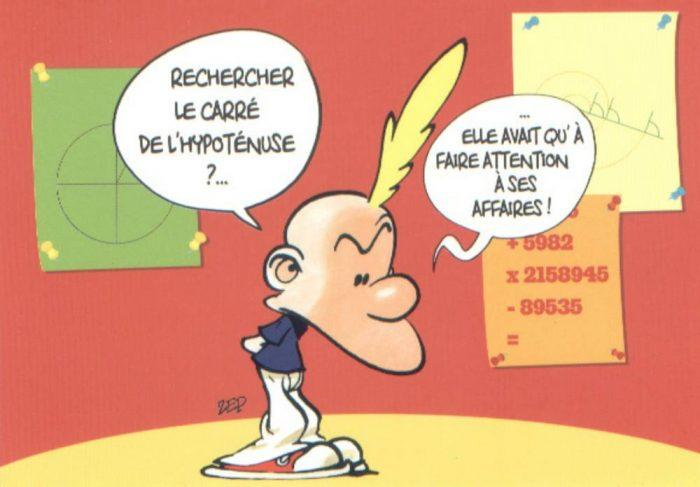 RECHERCHER
LE CARRÉ
DE L'HYPOTÉNUSE
?...
...
ELLE AVAIT QU'À
FAIRE ATTENTION
À SES
AFFAIRES !
+ 5982
x 2158945
- 89535
=
ZEP